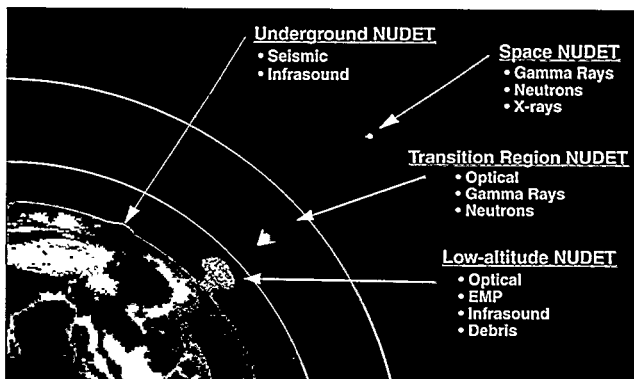 Underground NUDET
• Seismic
• Infrasound
Space NUDET
• Gamma Rays
• Neutrons
• X-rays
Transition Region NUDET
• Optical
• Gamma Rays
• Neutrons
Low-altitude NUDET
• Optical
• EMP
• Infrasound
• Debris